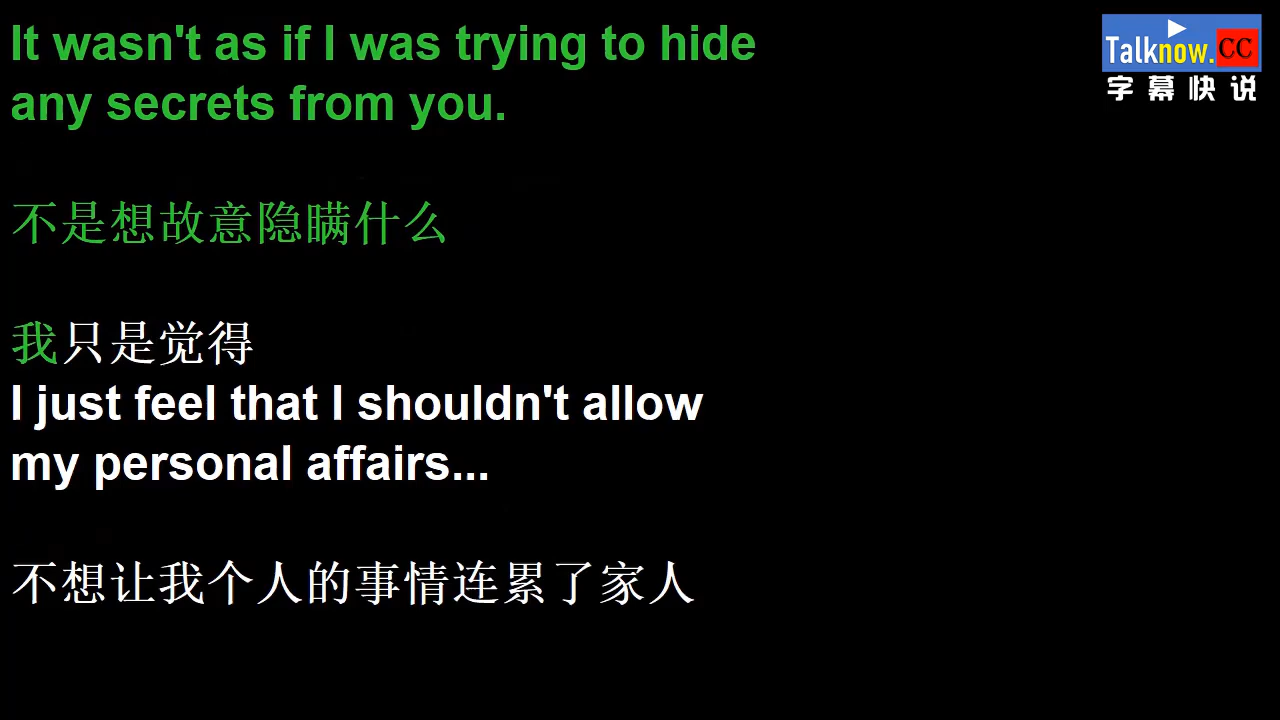 It wasn't as if I was trying to hide
any secrets from you.
不是想故意隐瞒什么
我只是觉得
I just feel that I shouldn't allow
my personal affairs...
不想让我个人的事情连累了家人
Talknow.CC
字幕快说